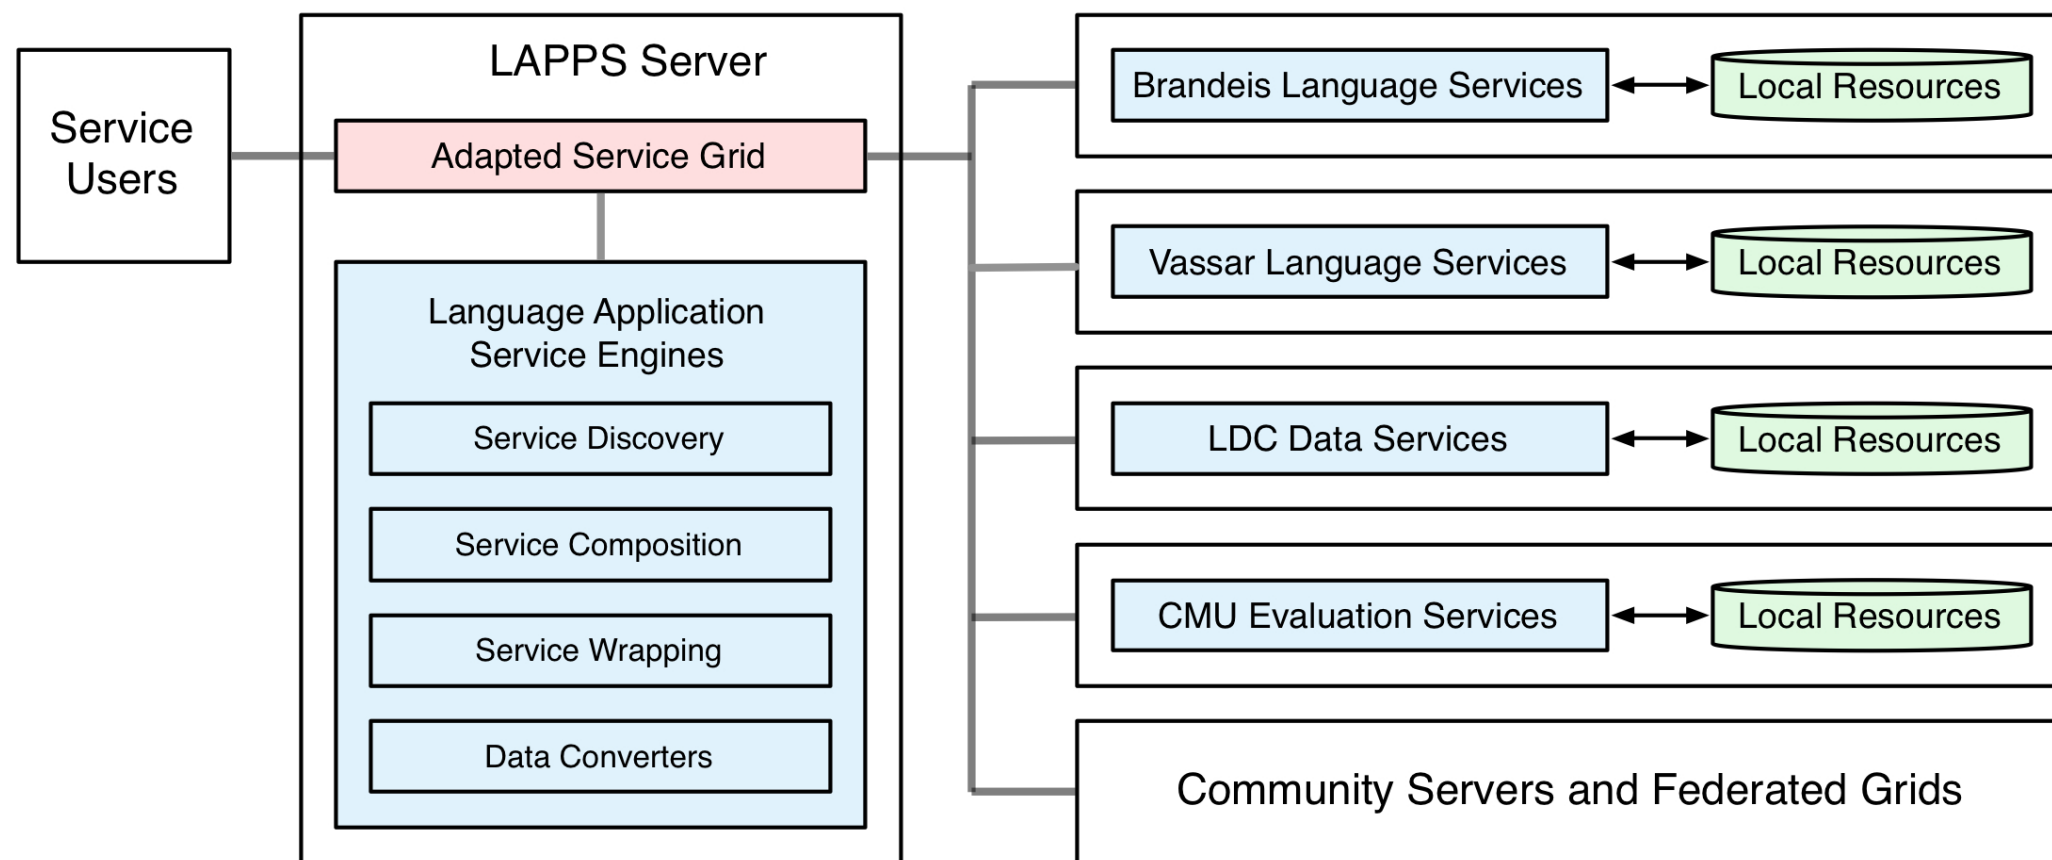 Service
Users
LAPPS Server
Adapted Service Grid
Language Application
Service Engines
Service Discovery
Service Composition
Service Wrapping
Data Converters
Brandeis Language Services
Local Resources
Vassar Language Services
Local Resources
LDC Data Services
Local Resources
CMU Evaluation Services
Local Resources
Community Servers and Federated Grids